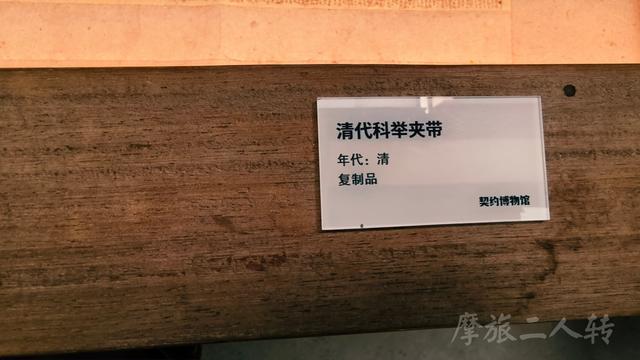 清代科举夹带
年代：清
复制品
契约博物馆
摩旅二人转